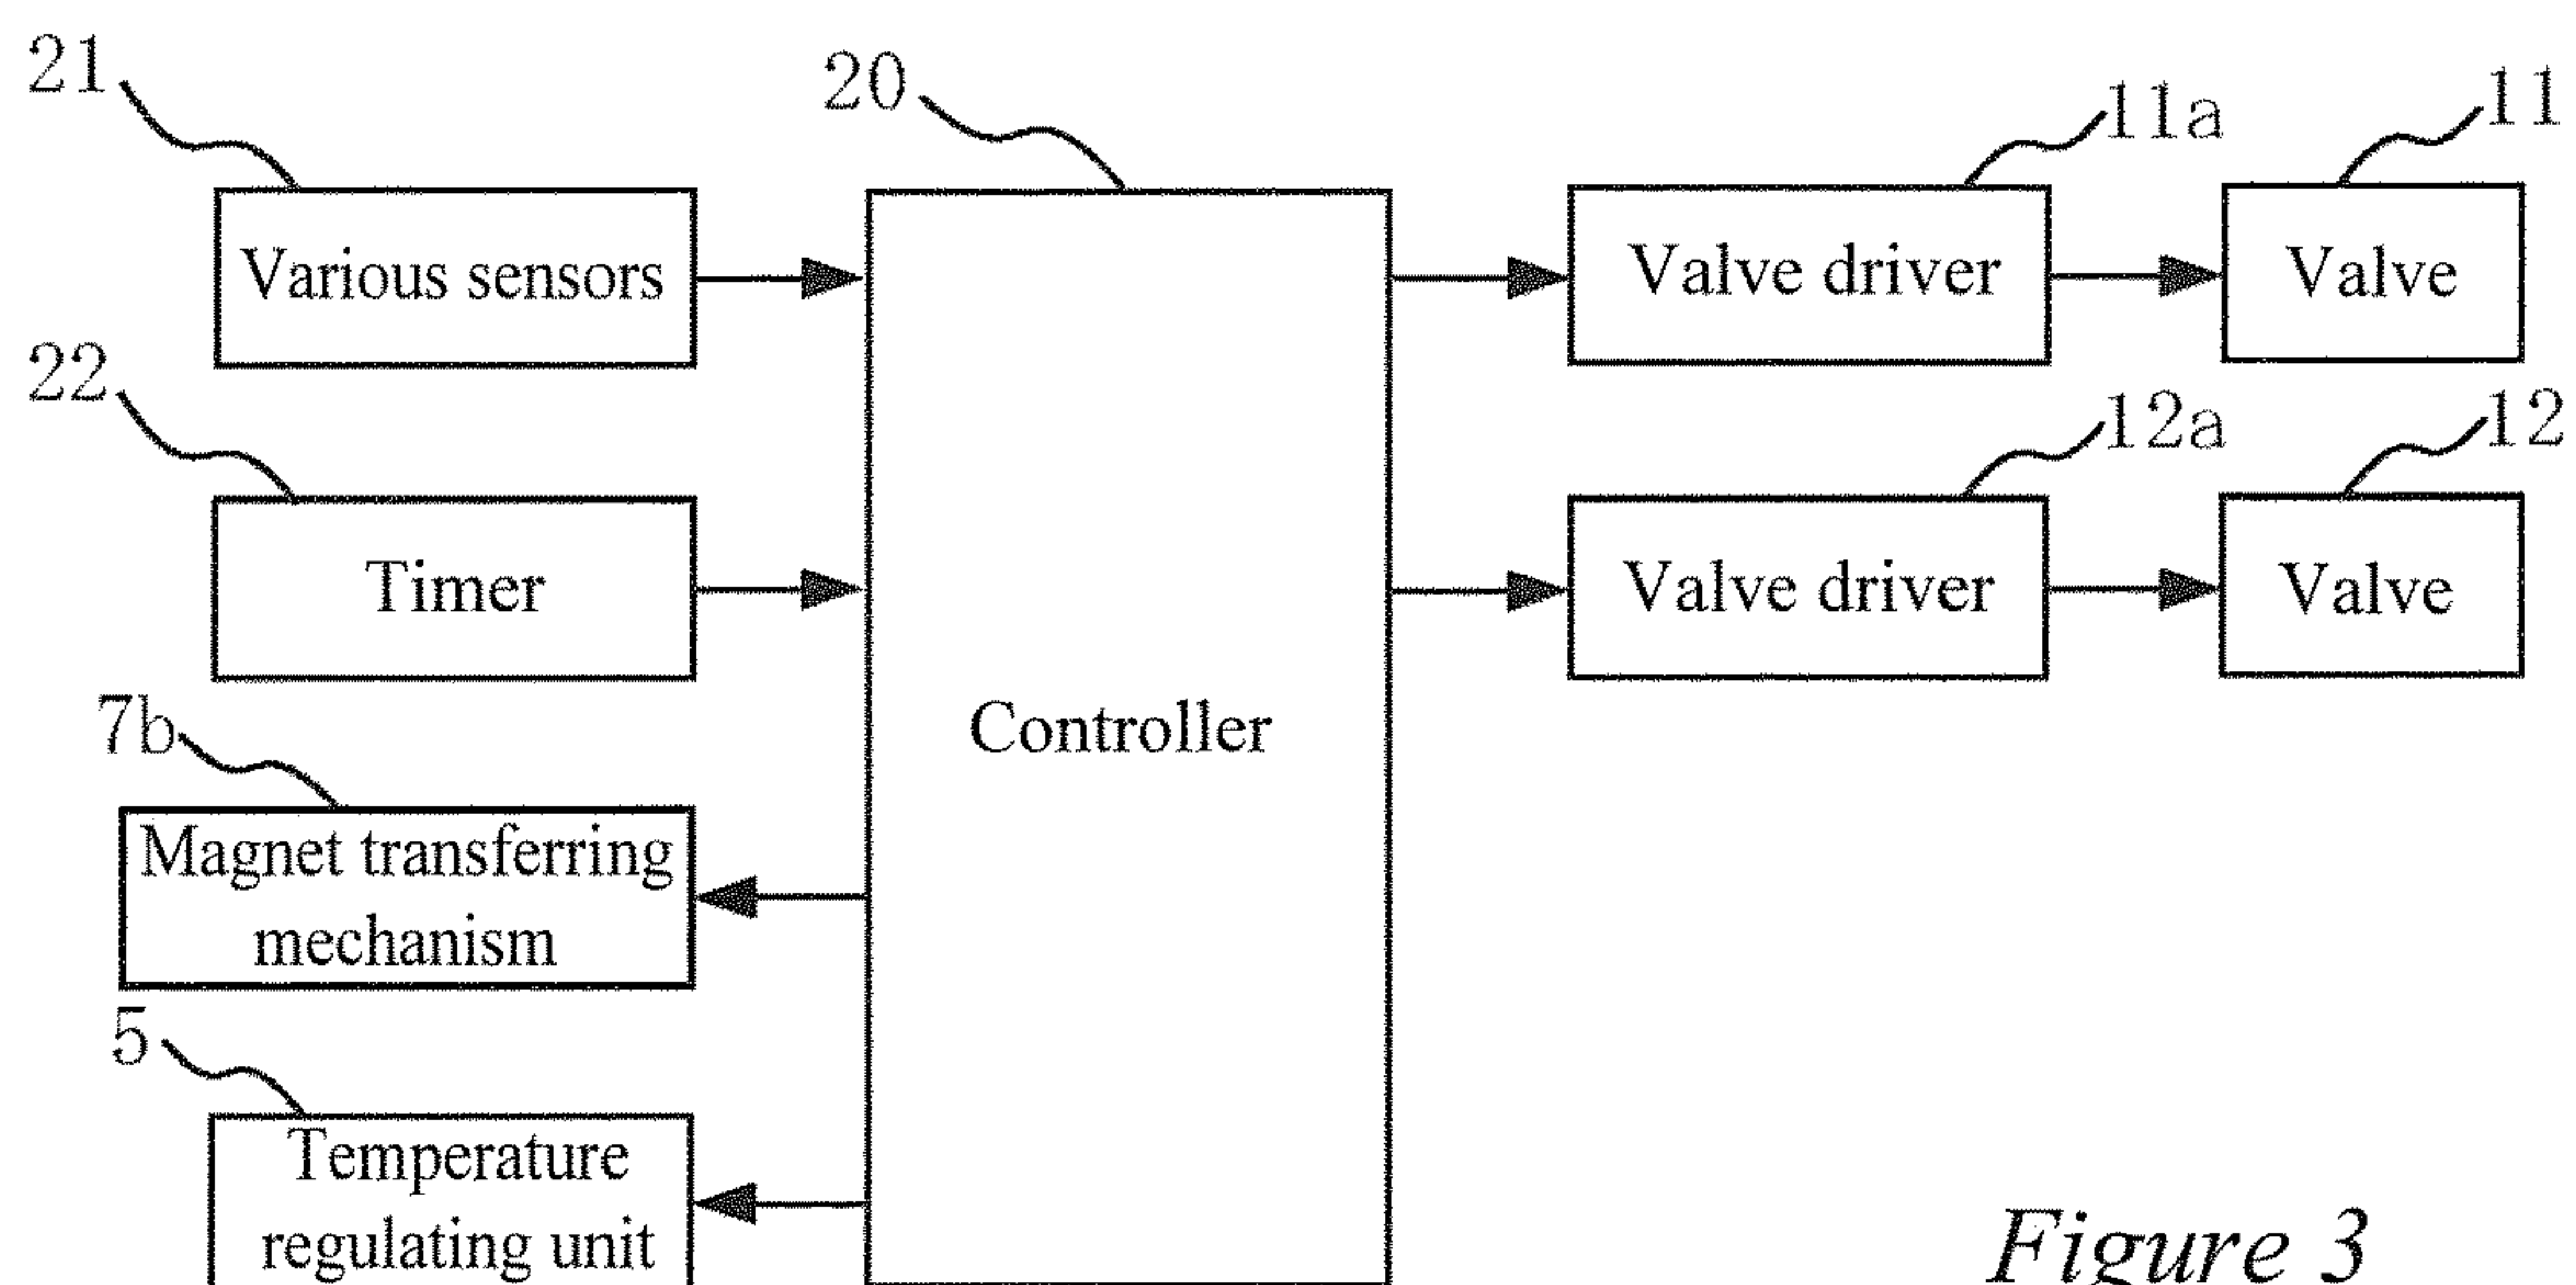 21
20
11a
11
Various sensors
Valve driver
Valve
22
12a
12
Timer
Valve driver
Valve
7b
Controller
Magnet transferring
mechanism
5
Temperature
regulating unit
Figure 3